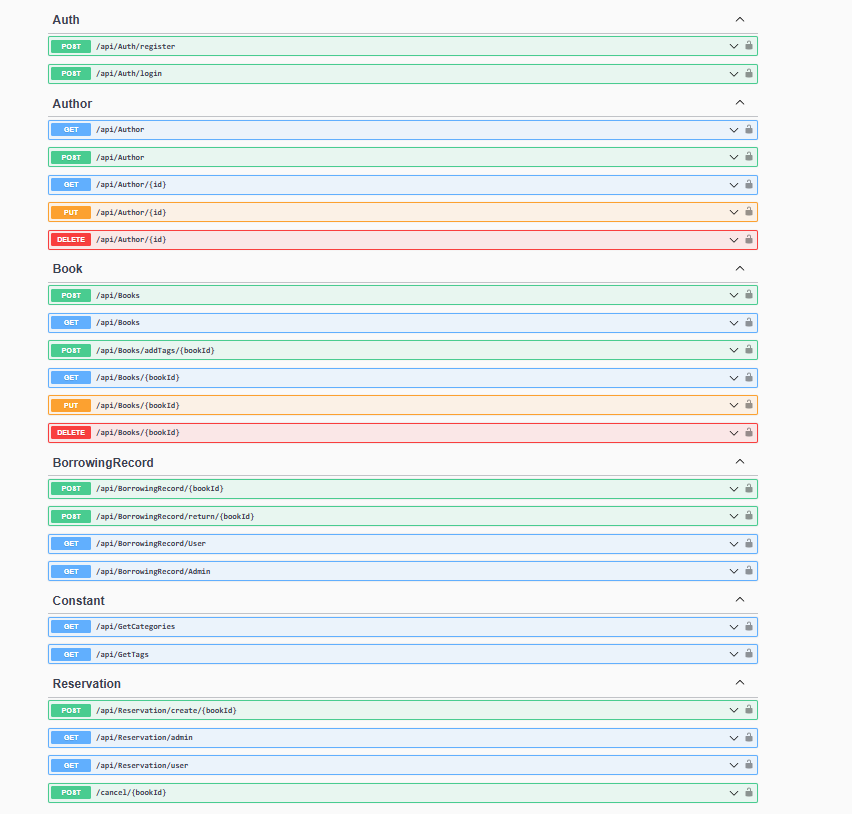 Auth
POST /api/Auth/register
POST /api/Auth/login
Author
GET /api/Author
POST /api/Author
GET /api/Author/{id}
PUT /api/Author/{id}
DELETE /api/Author/{id}
Book
POST /api/Books
GET /api/Books
POST /api/Books/addTags/{bookId}
GET /api/Books/{bookId}
PUT /api/Books/{bookId}
DELETE /api/Books/{bookId}
BorrowingRecord
POST /api/BorrowingRecord/{bookId}
POST /api/BorrowingRecord/return/{bookId}
GET /api/BorrowingRecord/User
GET /api/BorrowingRecord/Admin
Constant
GET /api/GetCategories
GET /api/GetTags
Reservation
POST /api/Reservation/create/{bookId}
GET /api/Reservation/admin
GET /api/Reservation/user
POST /cancel/{bookId}